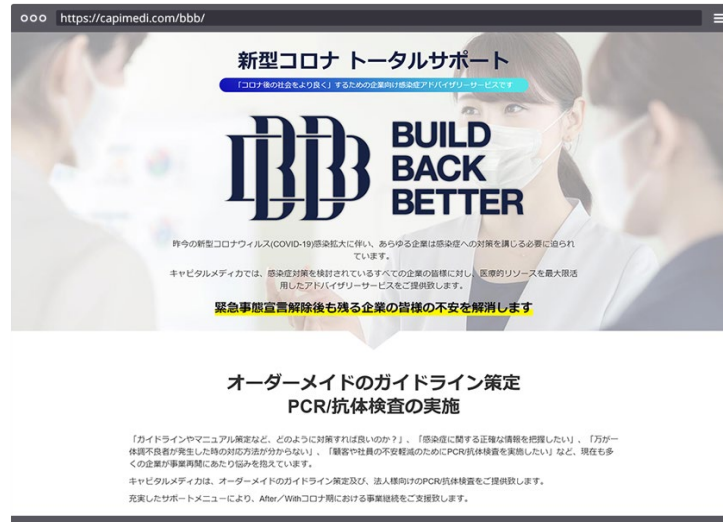 https://capimedi.com/bbb/
新型コロナ トータルサポート
「コロナ後の社会をより良く」するための企業向け感染症アドバイザリーサービスです
BBB
BUILD
BACK
BETTER
昨今の新型コロナウィルス(COVID-19)感染拡大に伴い、あらゆる企業は感染症への対策を講じる必要に迫られ
ています。
キャピタルメディカでは、感染症対策を検討されているすべての企業の皆様に対し、医療的リソースを最大限活
用したアドバイザリーサービスをご提供致します。
緊急事態宣言解除後も残る企業の皆様の不安を解消します
オーダーメイドのガイドライン策定
PCR/抗体検査の実施
「ガイドラインやマニュアル策定など、どのように対策すれば良いのか？」、「感染症に関する正確な情報を把握したい」、「万が一
体調不良者が発生した時の対応方法が分からない」、「顧客や社員の不安軽減のためにPCR/抗体検査を実施したい」など、現在も多
くの企業が事業再開にあたり悩みを抱えています。
キャピタルメディカは、オーダーメイドのガイドライン策定及び、法人様向けのPCR/抗体検査をご提供致します。
充実したサポートメニューにより、After／Withコロナ期における事業継続をご支援致します。